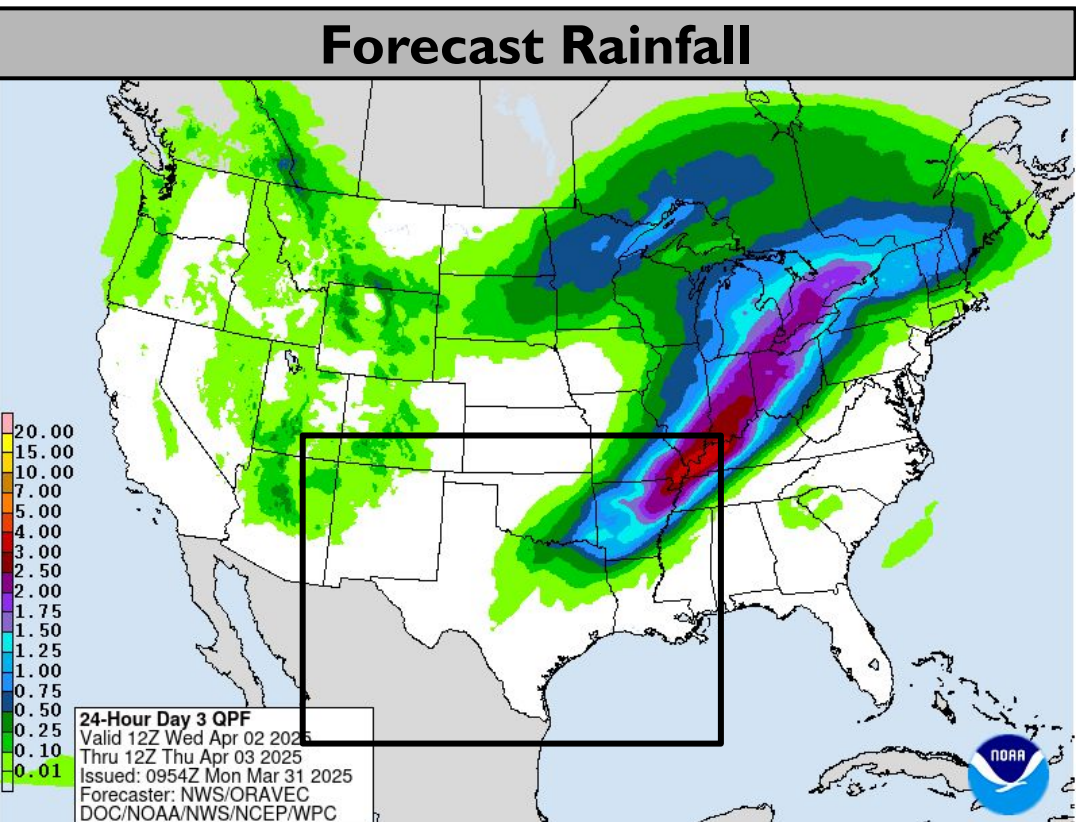 Forecast Rainfall
20.00
15.00
10.00
7.00
5.00
4.00
3.00
2.50
2.00
1.75
1.50
1.25
1.00
0.75
0.50
0.25
0.10
0.01
24-Hour Day 3 QPF
Valid 12Z Wed Apr 02 2025
Thru 12Z Thu Apr 03 2025
Issued: 0954Z Mon Mar 31 2025
Forecaster: NWS/ORAVEC
DOC/NOAA/NWS/NCEP/WPC
NOAA